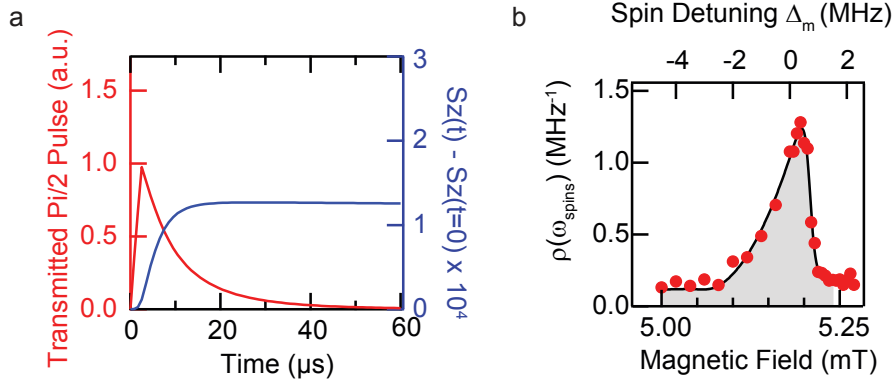 a
Transmitted Pi/2 Pulse (a.u.)
1.5
1.0
0.5
0.0
3
2
1
0
Sz(t) - Sz(t=0) x 10⁴
0 20 40 60
Time (µs)
b
Spin Detuning Δₘ (MHz)
-4 -2 0 2
ρ(ω_spins) (MHz⁻¹)
1.5
1.0
0.5
0.0
5.00 5.25
Magnetic Field (mT)